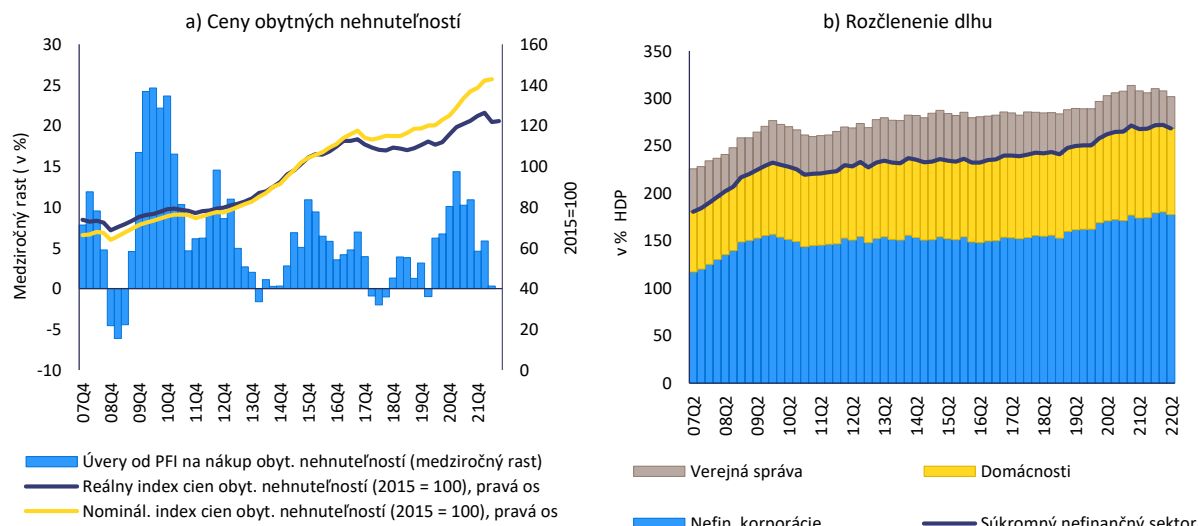 a) Ceny obytných nehnuteľností
30
25
20
15
10
5
0
-5
-10
Medziročný rast ( v %)
160
140
120
100
80
60
40
20
0
2015=100
07Q4
08Q4
09Q4
10Q4
11Q4
12Q4
13Q4
14Q4
15Q4
16Q4
17Q4
18Q4
19Q4
20Q4
21Q4
Úvery od PFI na nákup obyt. nehnuteľností (medziročný rast)
Reálny index cien obyt. nehnuteľností (2015 = 100), pravá os
Nominál. index cien obyt. nehnuteľností (2015 = 100), pravá os
b) Rozčlenenie dlhu
350
300
250
200
150
100
50
0
v % HDP
07Q2
08Q2
09Q2
10Q2
11Q2
12Q2
13Q2
14Q2
15Q2
16Q2
17Q2
18Q2
19Q2
20Q2
21Q2
22Q2
Verejná správa
Domácnosti
Nefin. korporácie
Súkromný nefinančný sektor